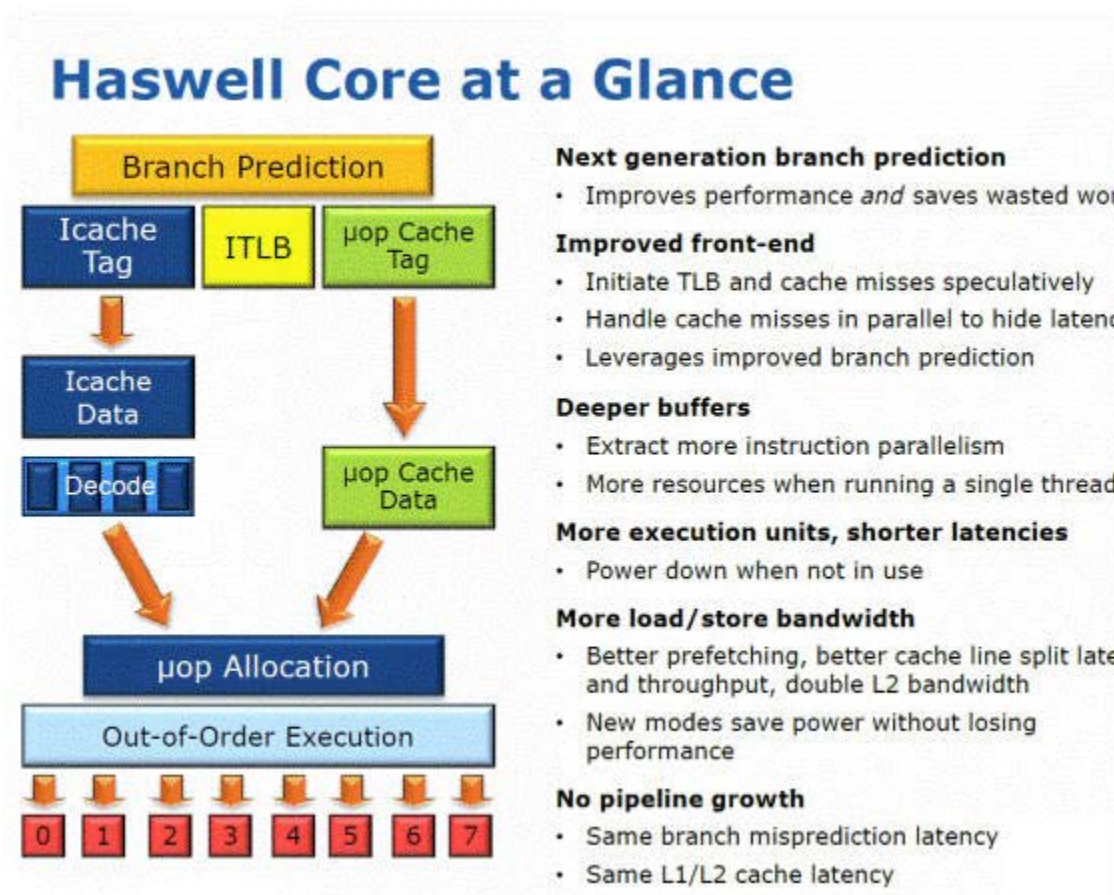 Haswell Core at a Glance
Branch Prediction
Icache
Tag
ITLB
µop Cache
Tag
Icache
Data
Decode
µop Cache
Data
µop Allocation
Out-of-Order Execution
0 1 2 3 4 5 6 7
Next generation branch prediction
• Improves performance and saves wasted
Improved front-end
• Initiate TLB and cache misses speculatively
• Handle cache misses in parallel to hide
• Leverages improved branch prediction
Deeper buffers
• Extract more instruction parallelism
• More resources when running a single thread
More execution units, shorter latencies
• Power down when not in use
More load/store bandwidth
• Better prefetching, better cache line split
and throughput, double L2 bandwidth
• New modes save power without losing
performance
No pipeline growth
• Same branch misprediction latency
• Same L1/L2 cache latency